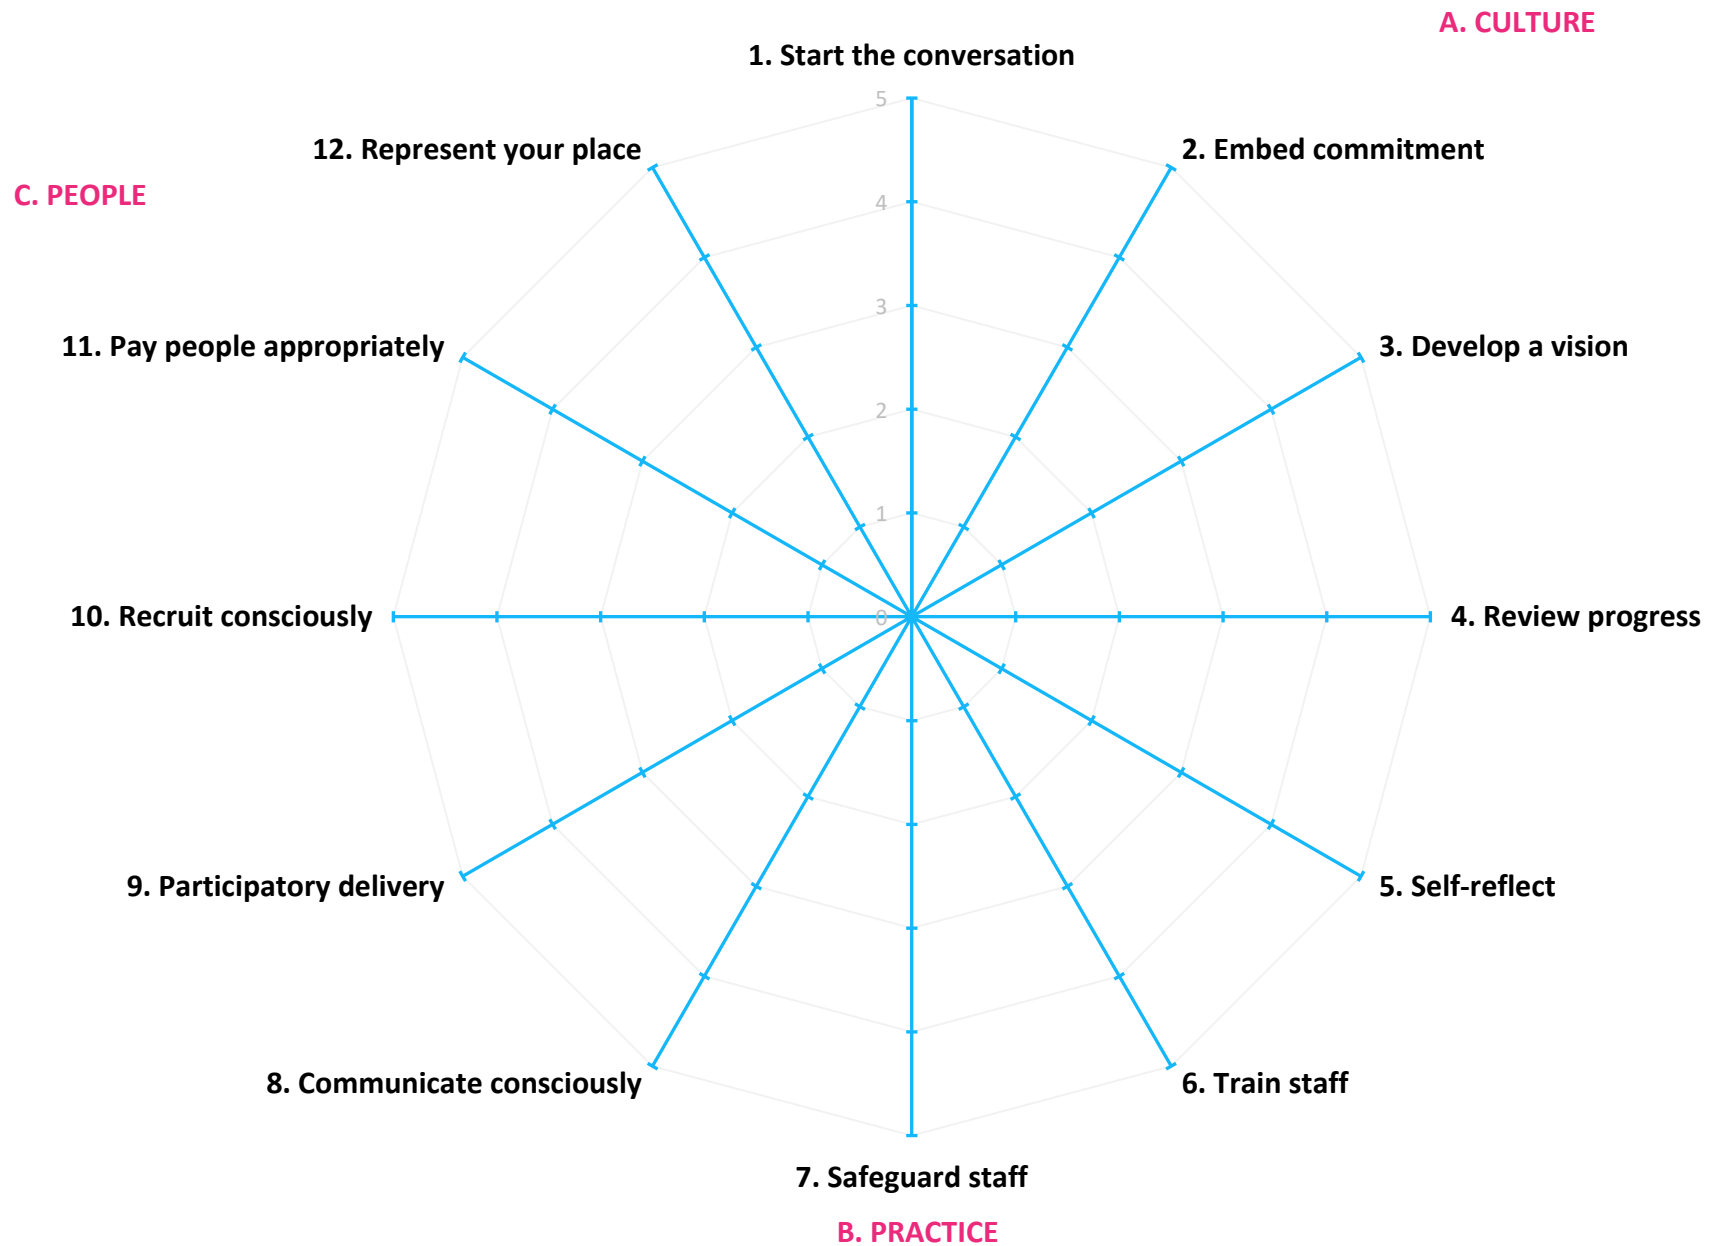 A. CULTURE
1. Start the conversation
5
12. Represent your place
2. Embed commitment
C. PEOPLE
4
3
11. Pay people appropriately
3. Develop a vision
2
1
10. Recruit consciously
0
4. Review progress
9. Participatory delivery
5. Self-reflect
8. Communicate consciously
6. Train staff
7. Safeguard staff
B. PRACTICE